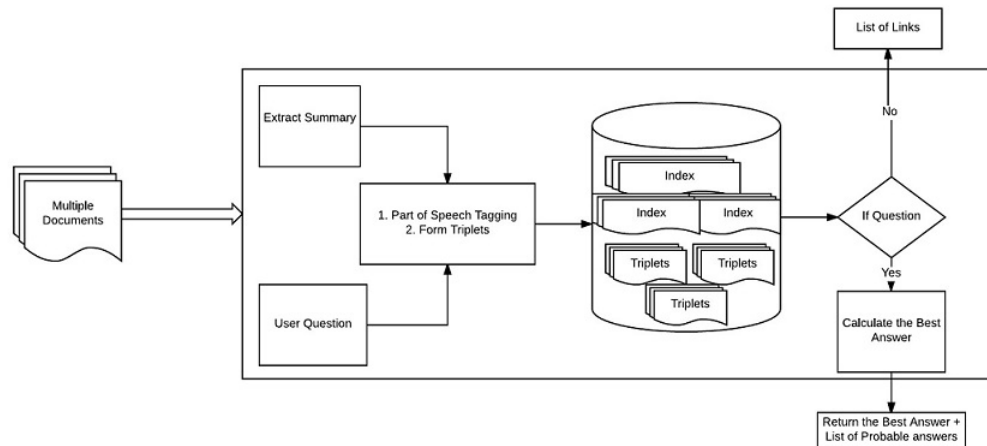 List of Links
No
Extract Summary
Multiple
Documents
1. Part of Speech Tagging
2. Form Triplets
Index
Index
Index
If Question
Triplets
Triplets
Triplets
Yes
User Question
Calculate the Best
Answer
Return the Best Answer +
List of Probable answers